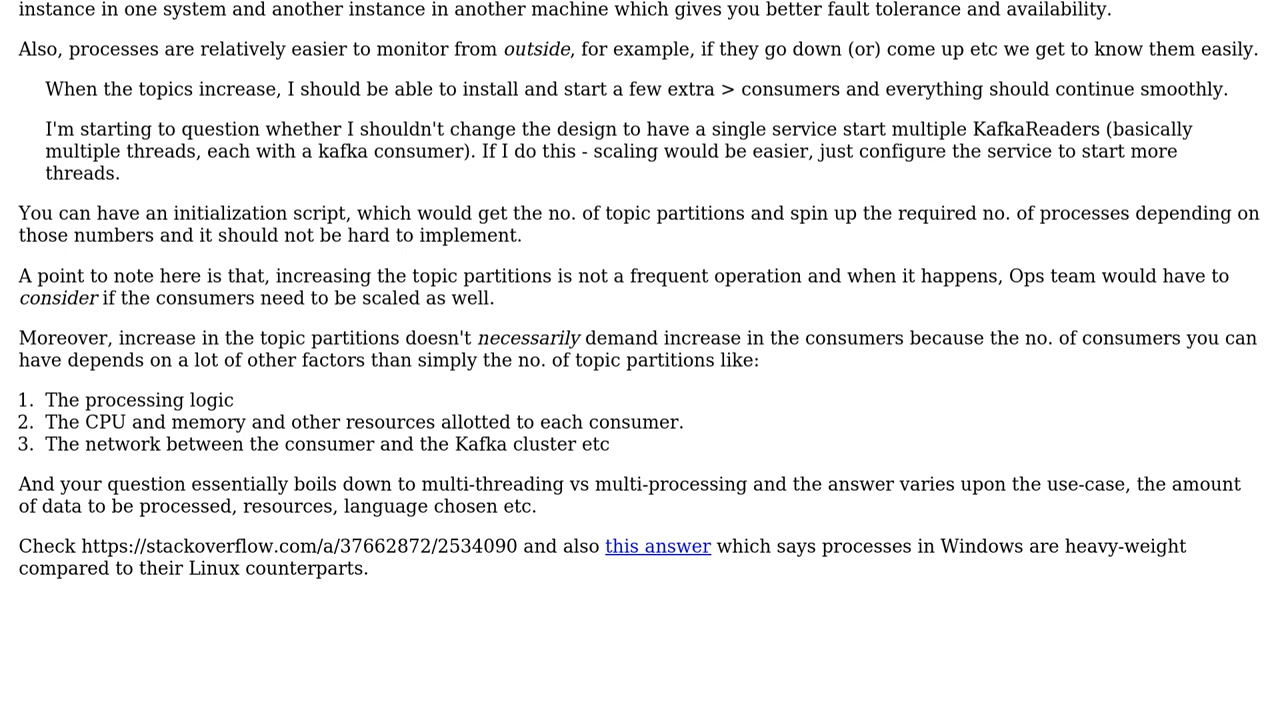 instance in one system and another instance in another machine which gives you better fault tolerance and availability.
Also, processes are relatively easier to monitor from outside, for example, if they go down (or) come up etc we get to know them easily.
When the topics increase, I should be able to install and start a few extra > consumers and everything should continue smoothly.
I'm starting to question whether I shouldn't change the design to have a single service start multiple KafkaReaders (basically
multiple threads, each with a kafka consumer). If I do this - scaling would be easier, just configure the service to start more
threads.
You can have an initialization script, which would get the no. of topic partitions and spin up the required no. of processes depending on
those numbers and it should not be hard to implement.
A point to note here is that, increasing the topic partitions is not a frequent operation and when it happens, Ops team would have to
consider if the consumers need to be scaled as well.
Moreover, increase in the topic partitions doesn't necessarily demand increase in the consumers because the no. of consumers you can
have depends on a lot of other factors than simply the no. of topic partitions like:
1. The processing logic
2. The CPU and memory and other resources allotted to each consumer.
3. The network between the consumer and the Kafka cluster etc
And your question essentially boils down to multi-threading vs multi-processing and the answer varies upon the use-case, the amount
of data to be processed, resources, language chosen etc.
Check https://stackoverflow.com/a/37662872/2534090 and also this answer which says processes in Windows are heavy-weight
compared to their Linux counterparts.